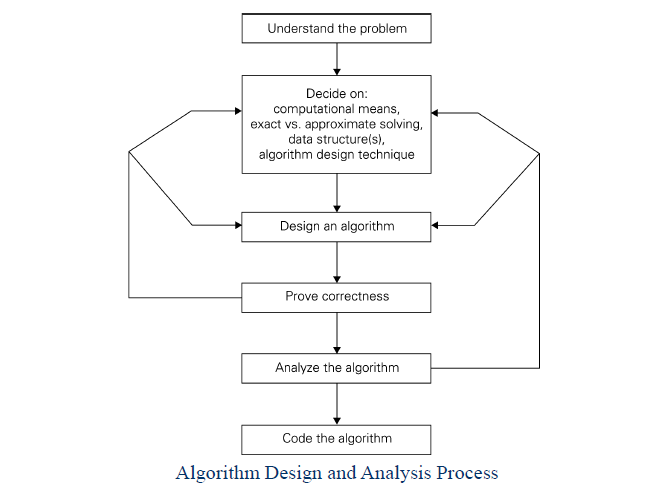 Understand the problem
Decide on:
computational means,
exact vs. approximate solving,
data structure(s),
algorithm design technique
Design an algorithm
Prove correctness
Analyze the algorithm
Code the algorithm
Algorithm Design and Analysis Process